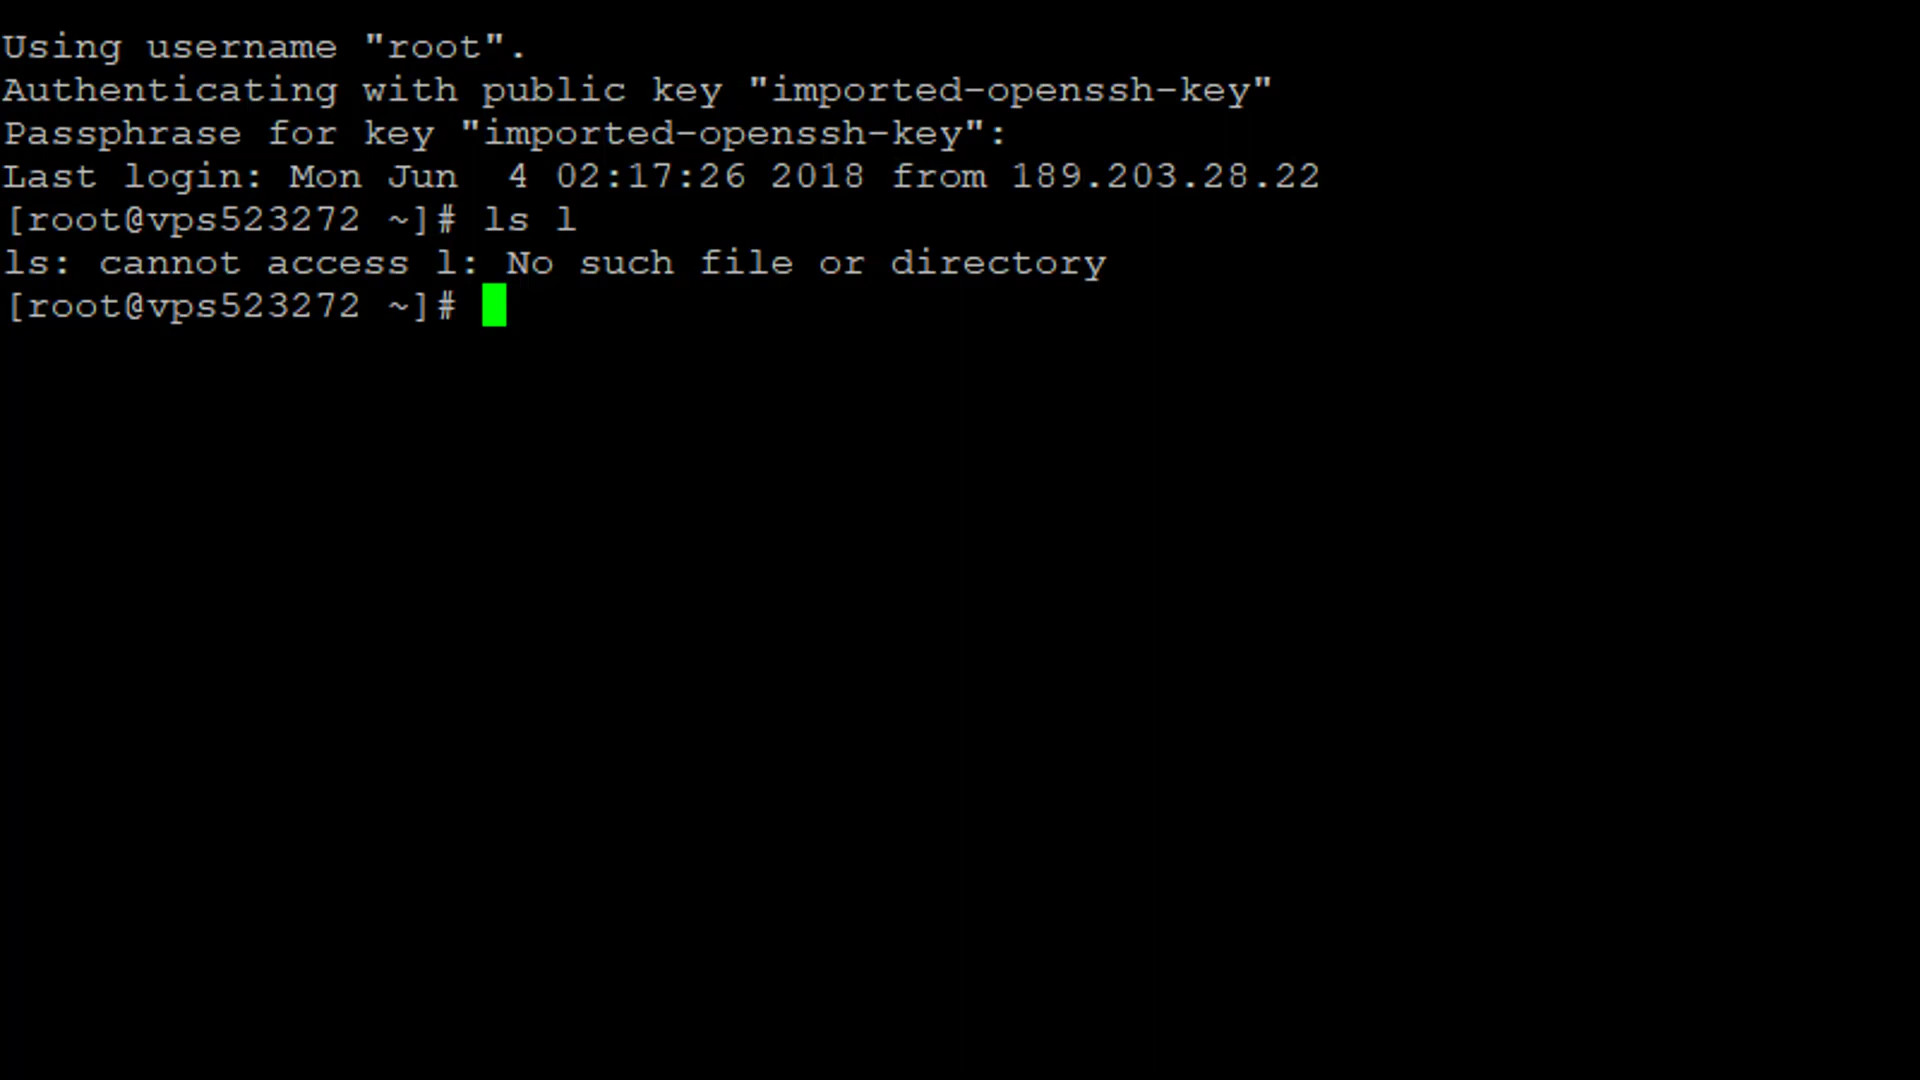 Using username "root".
Authenticating with public key "imported-openssh-key"
Passphrase for key "imported-openssh-key":
Last login: Mon Jun  4 02:17:26 2018 from 189.203.28.22
[root@vps523272 ~]# ls l
ls: cannot access l: No such file or directory
[root@vps523272 ~]#